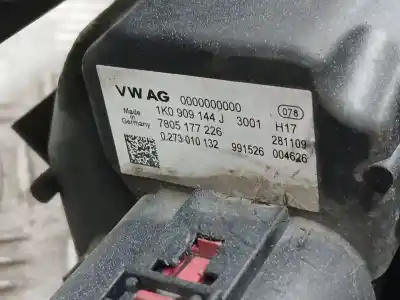 VW AG 0000000000 078
Made in Germany 1K0 909 144 J 3001 H17
7805 177 226 281109
0.273 010 132 991526 004626